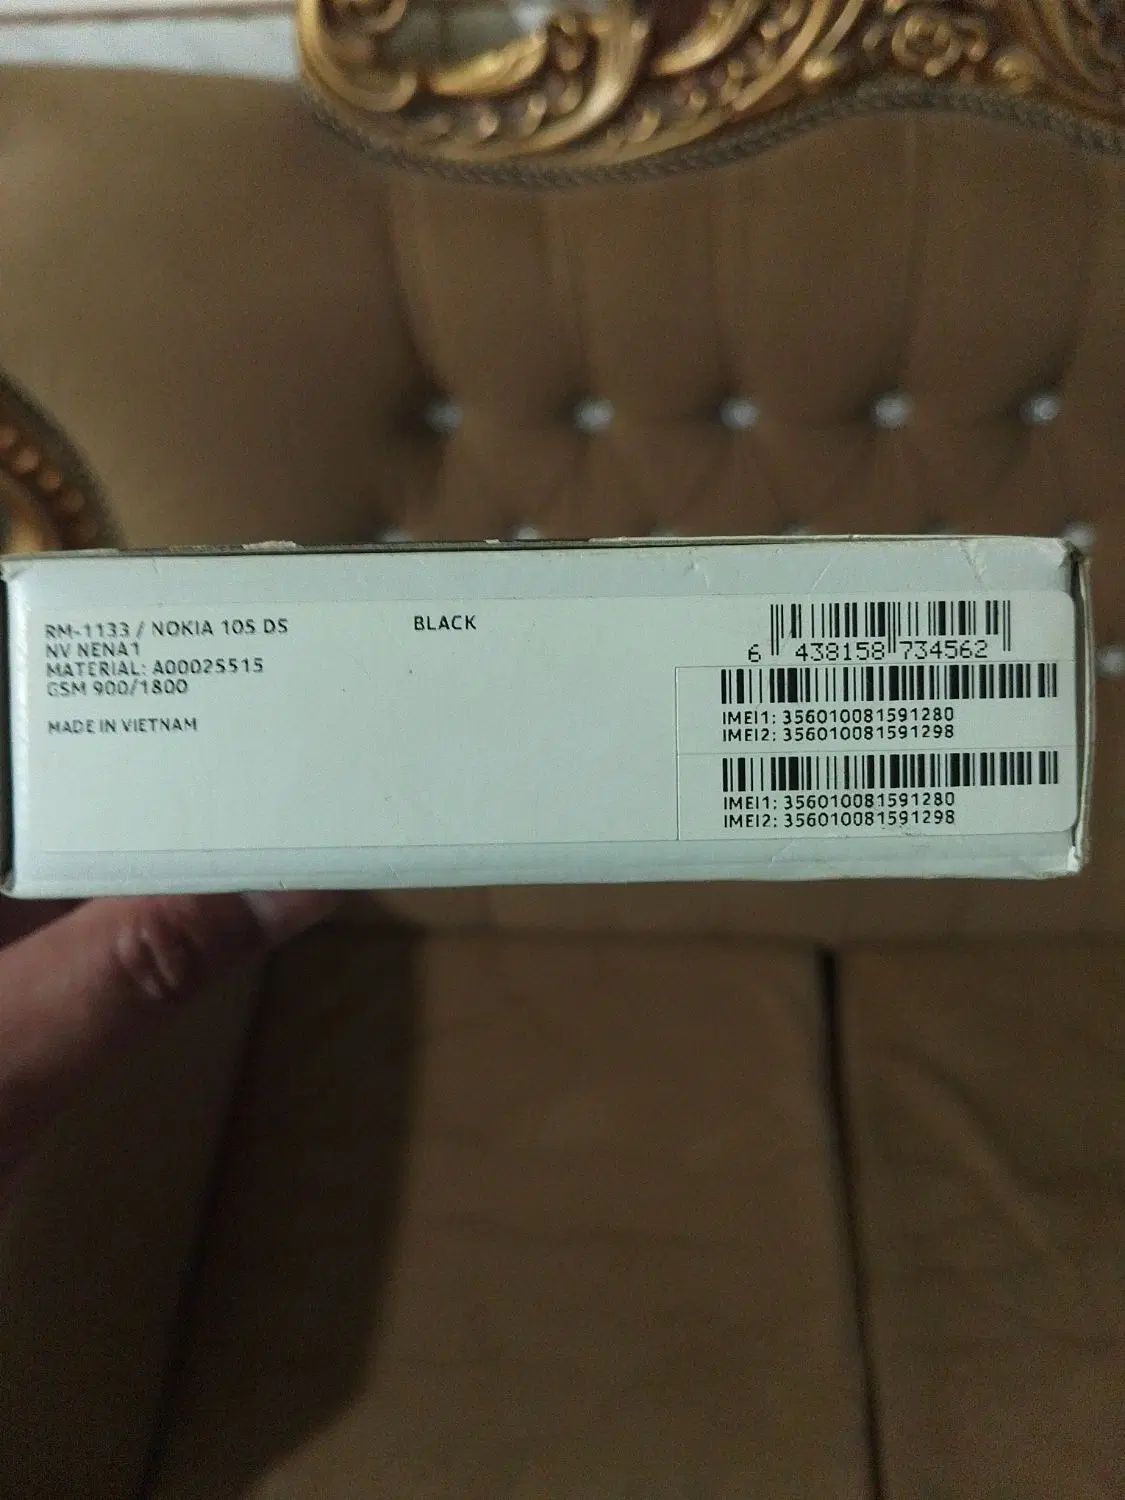 RM-1133 / NOKIA 105 DS
NV NENA1
MATERIAL: A00025515
GSM 900/1800
MADE IN VIETNAM
BLACK
6 438158 734562
IMEI1: 356010081591280
IMEI2: 356010081591298
IMEI1: 356010081591280
IMEI2: 356010081591298